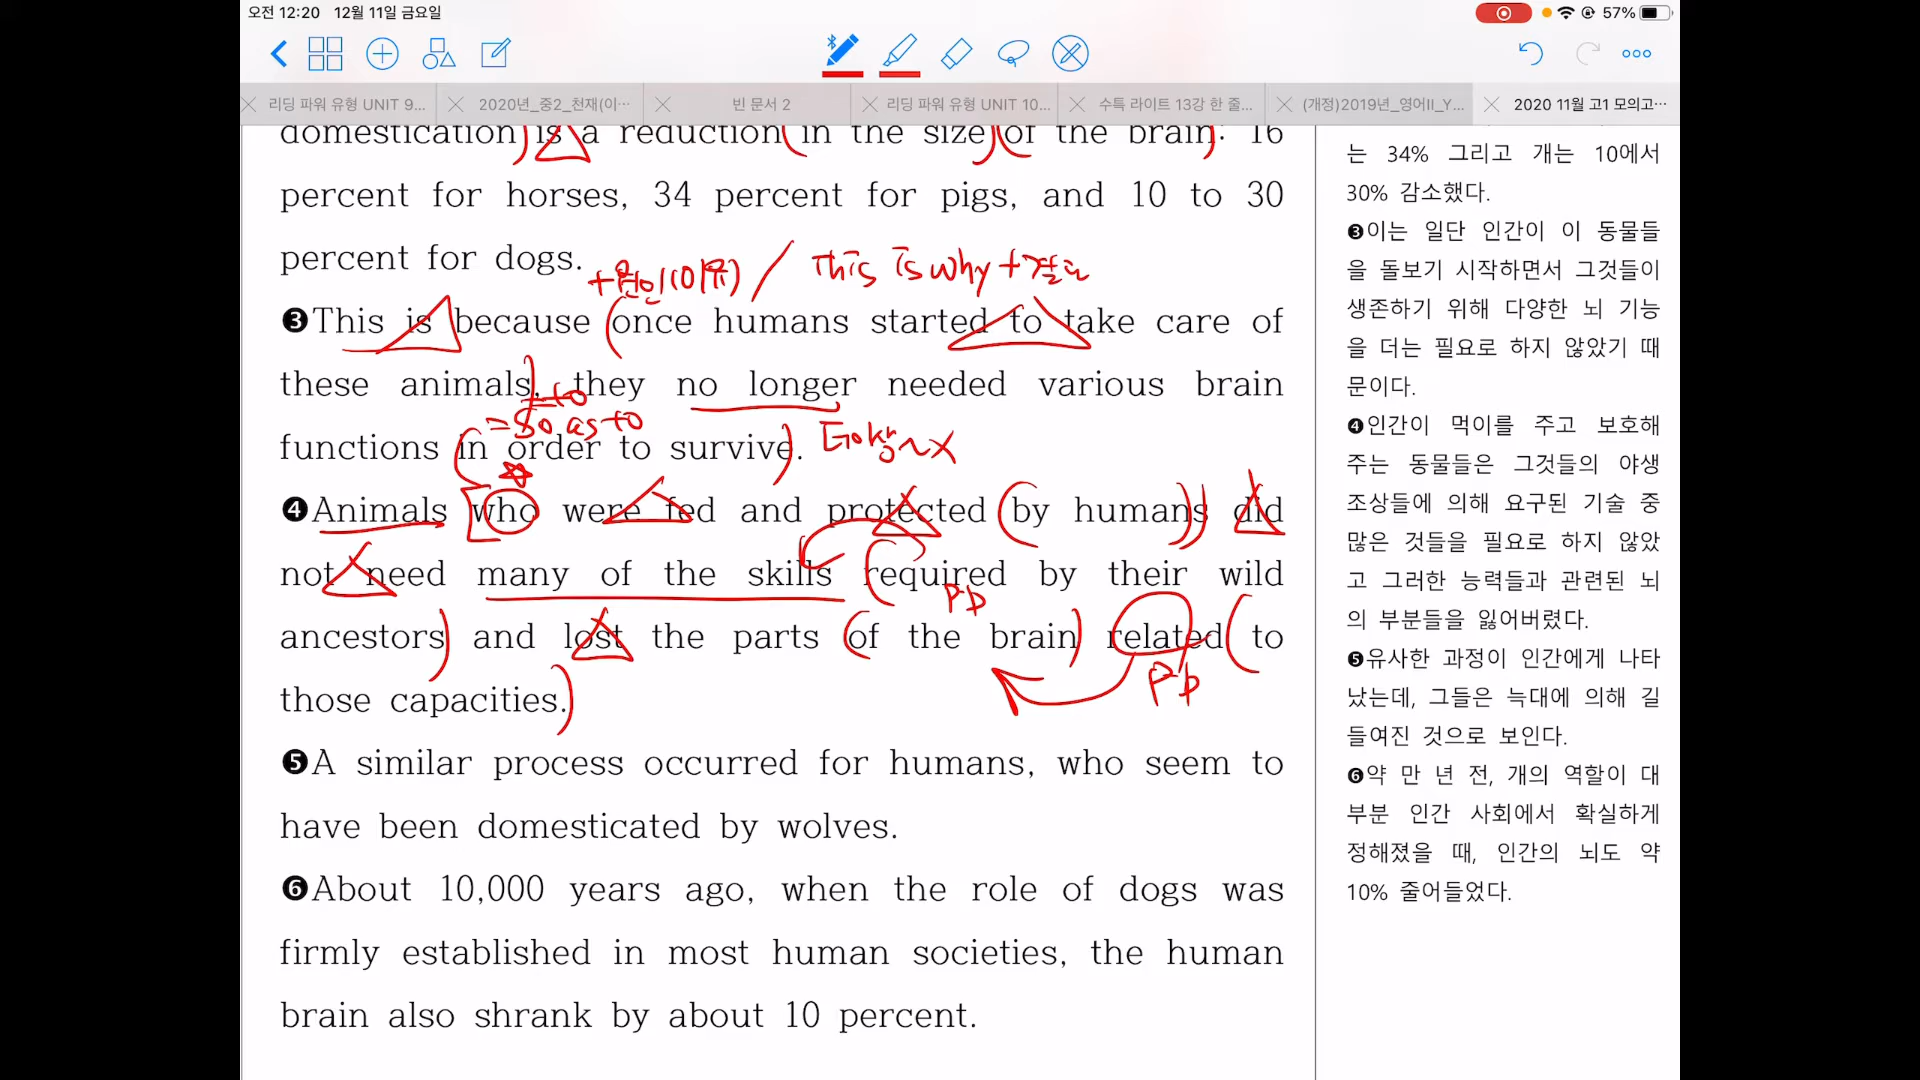 오전 12:20 12월 11일 금요일
57%
리딩 파워 유형 UNIT 9...
2020년_중2_천재(이...
빈 문서 2
리딩 파워 유형 UNIT 10...
수특 라이트 13강 한 줄...
(개정)2019년_영어II_Y...
2020 11월 고1 모의고...
domestication) is a reduction (in the size) (of the brain): 16
percent for horses, 34 percent for pigs, and 10 to 30
percent for dogs.
+원인(이유) / This is why + 결과
❸This is because (once humans started to take care of
these animals), they no longer needed various brain
to
= so as to
functions (in order to survive).
더이상 ~ X
❹Animals [who were fed and protected (by humans)) did
not need many of the skills (required by their wild
PP
ancestors) and lost the parts (of the brain) related (to
PP
those capacities.)
❺A similar process occurred for humans, who seem to
have been domesticated by wolves.
❻About 10,000 years ago, when the role of dogs was
firmly established in most human societies, the human
brain also shrank by about 10 percent.
는 34% 그리고 개는 10에서
30% 감소했다.
❸이는 일단 인간이 이 동물들
을 돌보기 시작하면서 그것들이
생존하기 위해 다양한 뇌 기능
을 더는 필요로 하지 않았기 때
문이다.
❹인간이 먹이를 주고 보호해
주는 동물들은 그것들의 야생
조상들에 의해 요구된 기술 중
많은 것들을 필요로 하지 않았
고 그러한 능력들과 관련된 뇌
의 부분들을 잃어버렸다.
❺유사한 과정이 인간에게 나타
났는데, 그들은 늑대에 의해 길
들여진 것으로 보인다.
❻약 만 년 전, 개의 역할이 대
부분 인간 사회에서 확실하게
정해졌을 때, 인간의 뇌도 약
10% 줄어들었다.